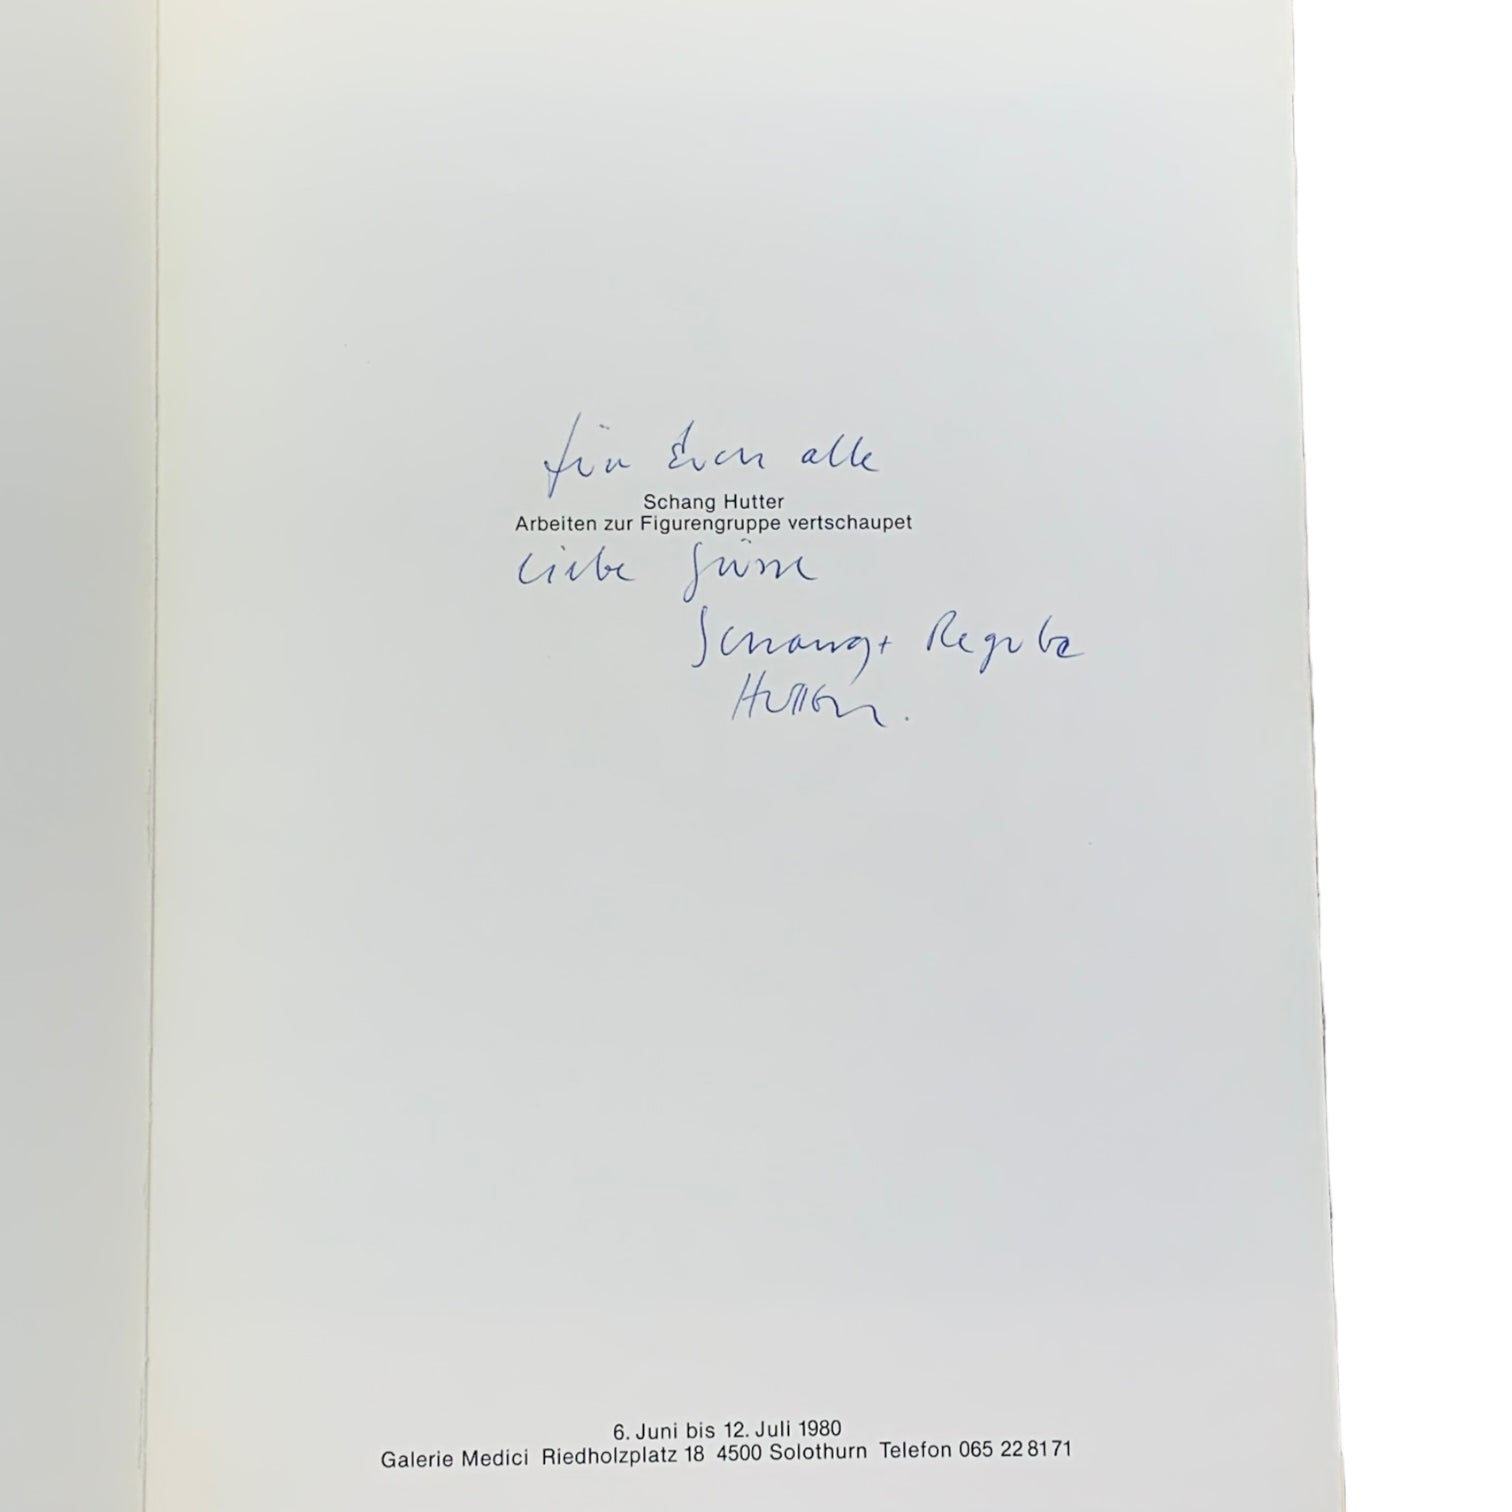 für Euch alle
Schang Hutter
Arbeiten zur Figurengruppe vertschaupet
Liebe Grüsse
Schang + Regula
Hutter.
6. Juni bis 12. Juli 1980
Galerie Medici Riedholzplatz 18 4500 Solothurn Telefon 065 22 81 71